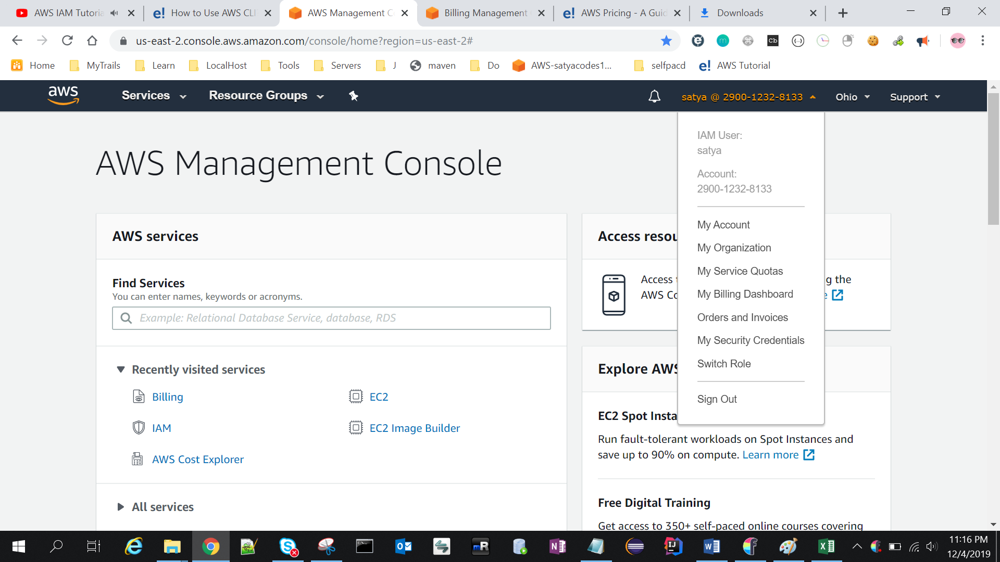 AWS IAM Tutoria
How to Use AWS CLI
AWS Management C
Billing Management
AWS Pricing - A Guid
Downloads
us-east-2.console.aws.amazon.com/console/home?region=us-east-2#
Home MyTrails Learn LocalHost Tools Servers J maven Do AWS-satyacodes1... selfpacd AWS Tutorial
aws Services Resource Groups satya @ 2900-1232-8133 Ohio Support
IAM User:
satya
Account:
2900-1232-8133
My Account
My Organization
My Service Quotas
My Billing Dashboard
Orders and Invoices
My Security Credentials
Switch Role
Sign Out
AWS Management Console
AWS services
Find Services
You can enter names, keywords or acronyms.
Example: Relational Database Service, database, RDS
Recently visited services
Billing
EC2
IAM
EC2 Image Builder
AWS Cost Explorer
All services
Access resou
Access g the
AWS Co e
Explore AWS
EC2 Spot Insta
Run fault-tolerant workloads on Spot Instances and
save up to 90% on compute. Learn more
Free Digital Training
Get access to 350+ self-paced online courses covering
11:16 PM
12/4/2019